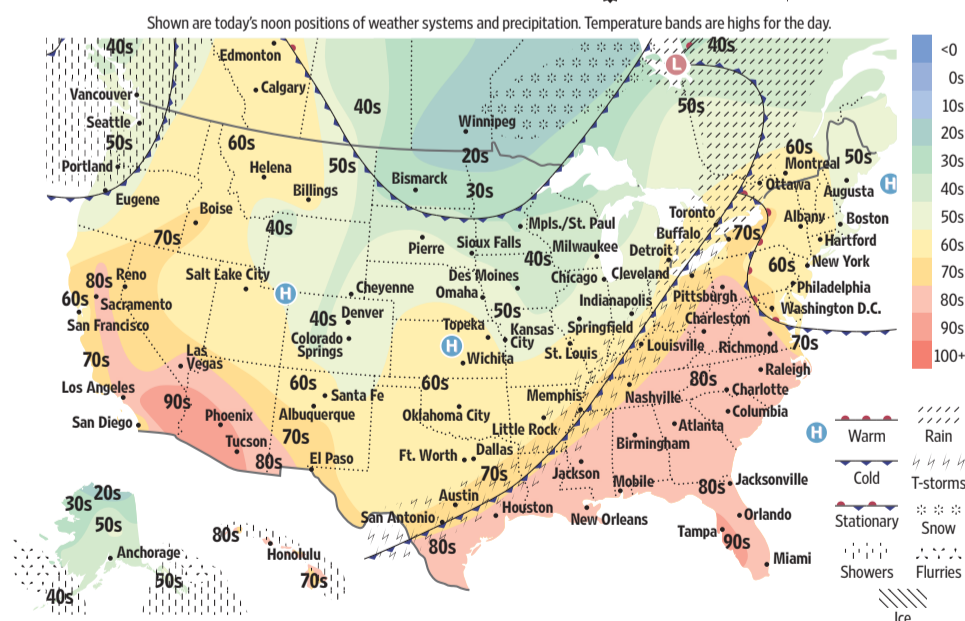 Shown are today's noon positions of weather systems and precipitation. Temperature bands are highs for the day.
40s
Edmonton
Calgary
Vancouver
Seattle
50s
Portland
Eugene
60s
Helena
Billings
Boise
70s
40s
50s
Winnipeg
20s
Bismarck
30s
L
40s
50s
60s
Montreal
50s
Ottawa
Augusta
H
Toronto
Buffalo
70s
Albany
Boston
Hartford
60s
New York
Philadelphia
Washington D.C.
40s
Pierre
Sioux Falls
Mpls./St. Paul
40s
Milwaukee
Detroit
Chicago
Cleveland
Des Moines
Omaha
50s
Indianapolis
Pittsburgh
Charleston
Richmond
70s
80s
Reno
60s
Sacramento
San Francisco
Salt Lake City
H
Cheyenne
40s
Denver
Colorado
Springs
Topeka
H
Kansas
City
Wichita
Springfield
St. Louis
Louisville
Raleigh
70s
Las
Vegas
Los Angeles
90s
San Diego
Phoenix
Tucson
80s
60s
Santa Fe
Albuquerque
70s
El Paso
60s
Oklahoma City
Memphis
Little Rock
Nashville
80s
Charlotte
Columbia
Atlanta
Birmingham
Ft. Worth
Dallas
70s
Jackson
Mobile
80s
Jacksonville
Austin
San Antonio
Houston
New Orleans
80s
Orlando
Tampa
90s
Miami
30s
20s
50s
Anchorage
50s
40s
80s
Honolulu
70s
<0
0s
10s
20s
30s
40s
50s
60s
70s
80s
90s
100+
H
Warm
Rain
Cold
T-storms
Stationary
Snow
Showers
Flurries
Ice